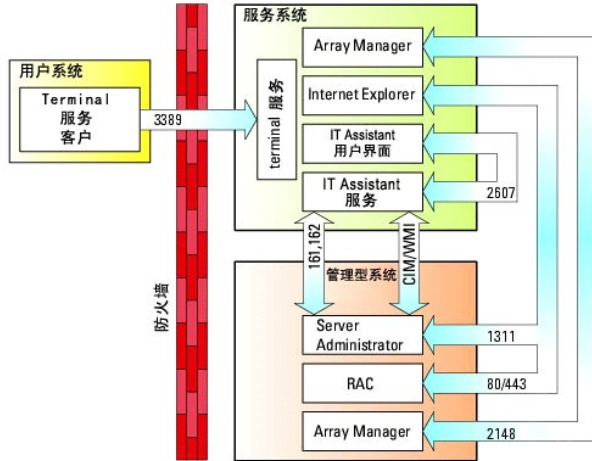 服务系统
Array Manager
用户系统
Terminal
服务
客户
3389
terminal 服务
Internet Explorer
IT Assistant
用户界面
IT Assistant
服务
2607
161,162
CIM/WMI
防火墙
管理型系统
Server
Administrator
1311
RAC
80/443
Array Manager
2148